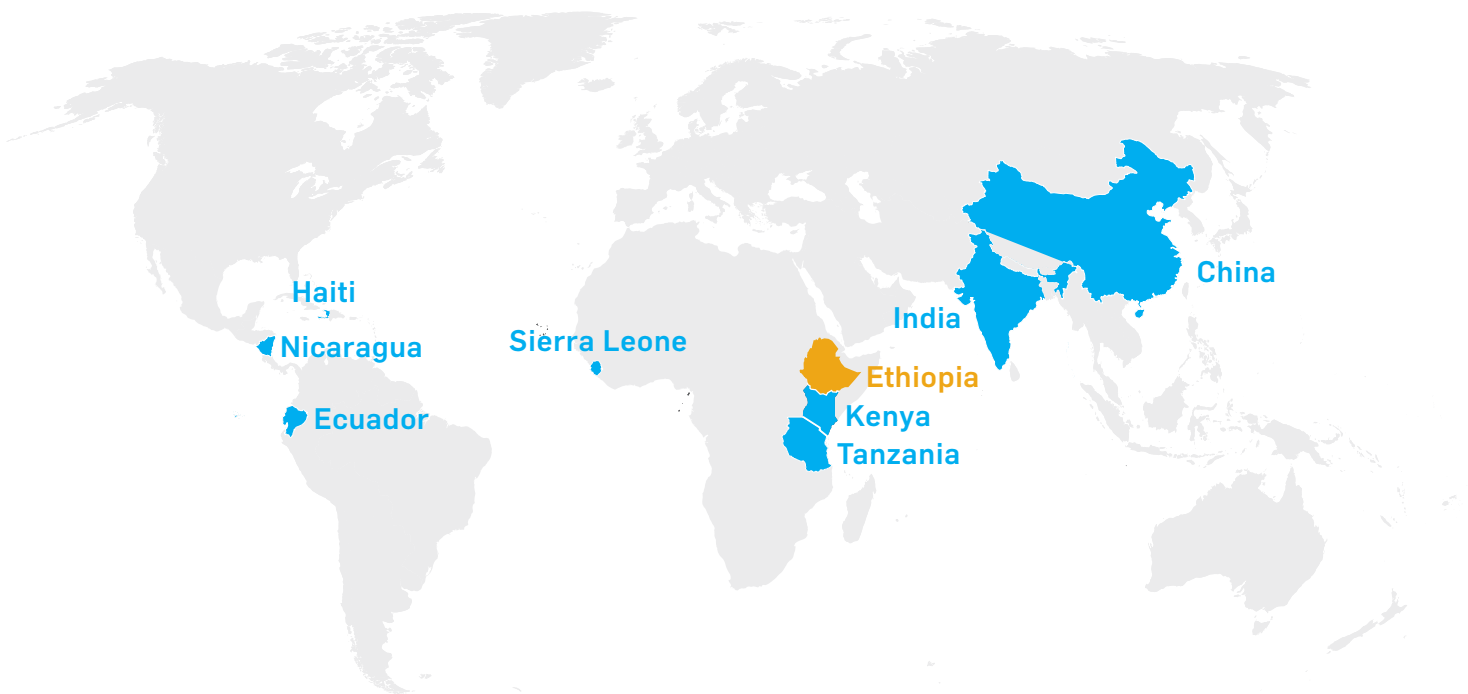 China
Haiti
India
Sierra Leone
Nicaragua
Ethiopia
Kenya
Ecuador
Tanzania